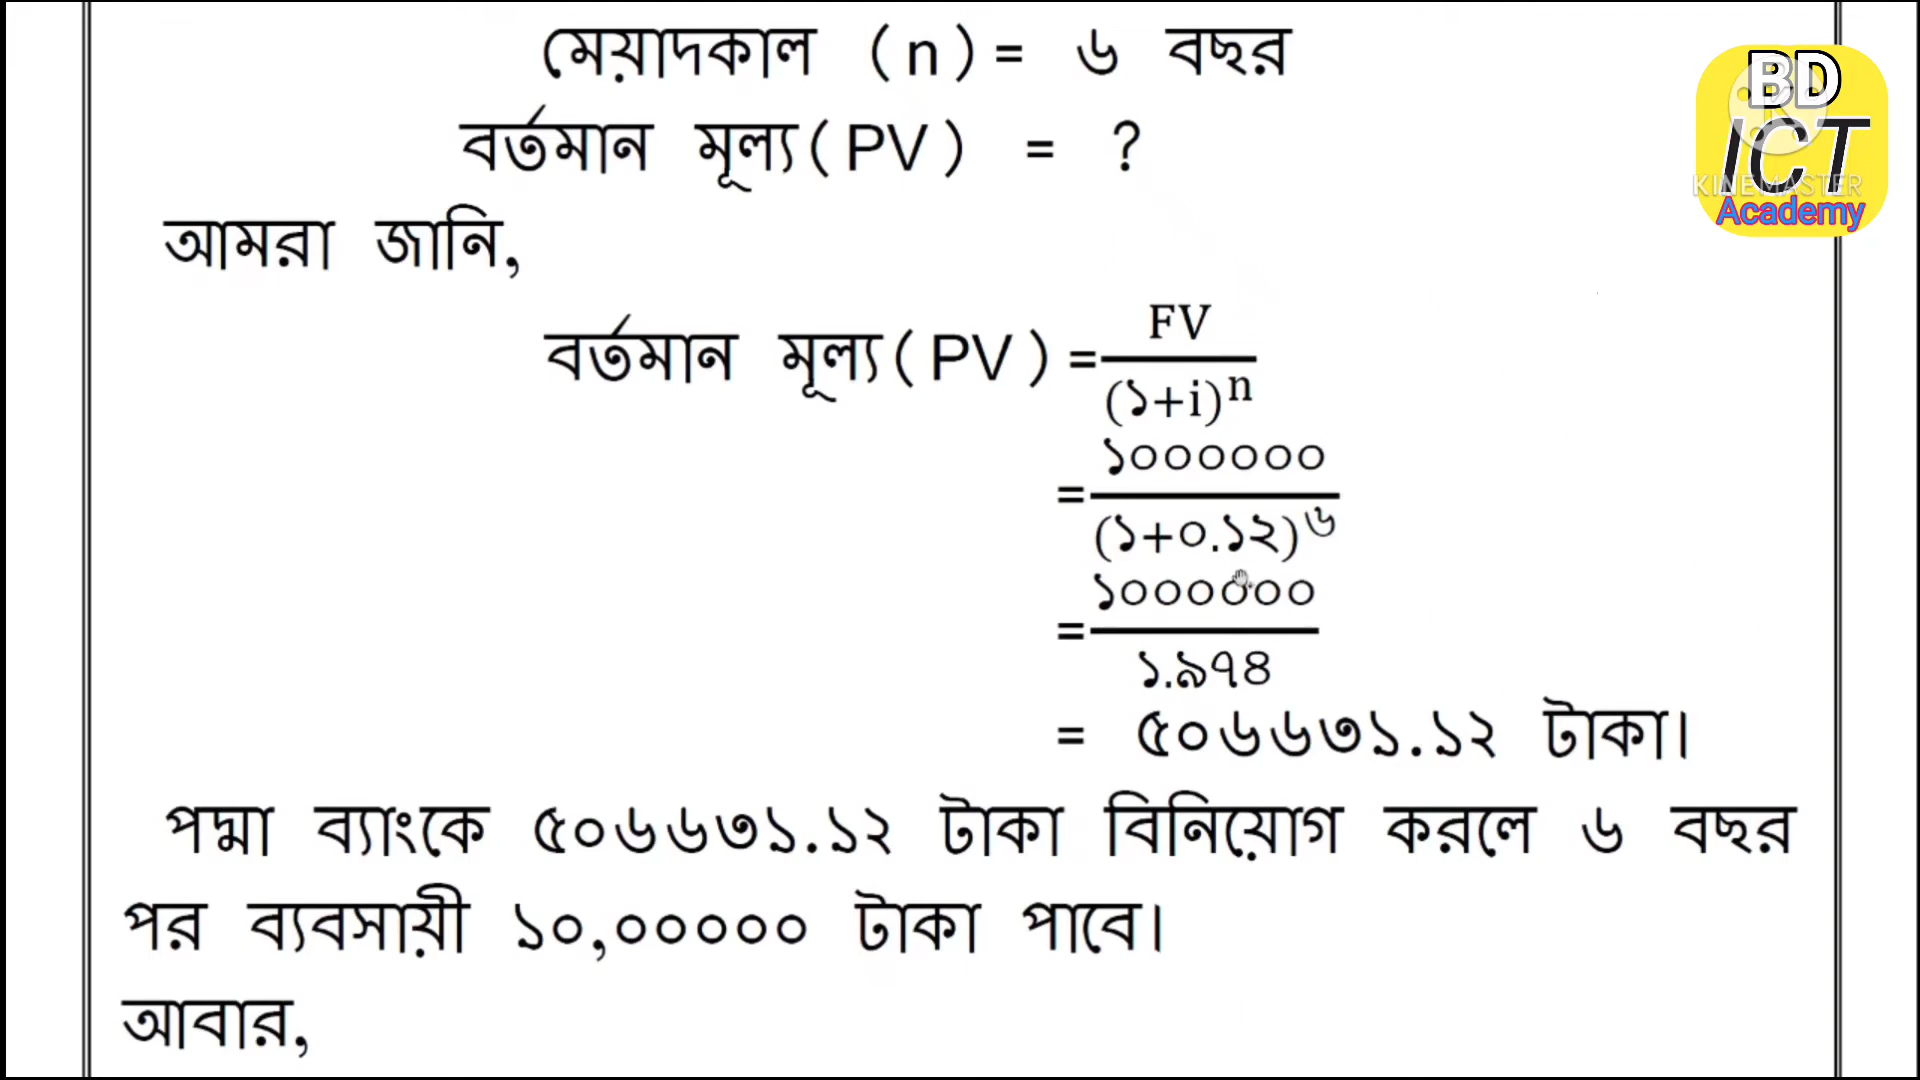 মেয়াদকাল (n)= ৬ বছর
বর্তমান মূল্য(PV) = ?
আমরা জানি,
বর্তমান মূল্য(PV)=FV/(১+i)^n
=১০০০০০০/(১+০.১২)^৬
=১০০০০০০/১.৯৭৪
= ৫০৬৬৩১.১২ টাকা।
পদ্মা ব্যাংকে ৫০৬৬৩১.১২ টাকা বিনিয়োগ করলে ৬ বছর
পর ব্যবসায়ী ১০,০০০০০ টাকা পাবে।
আবার,
BD
ICT
KINEMASTER
Academy